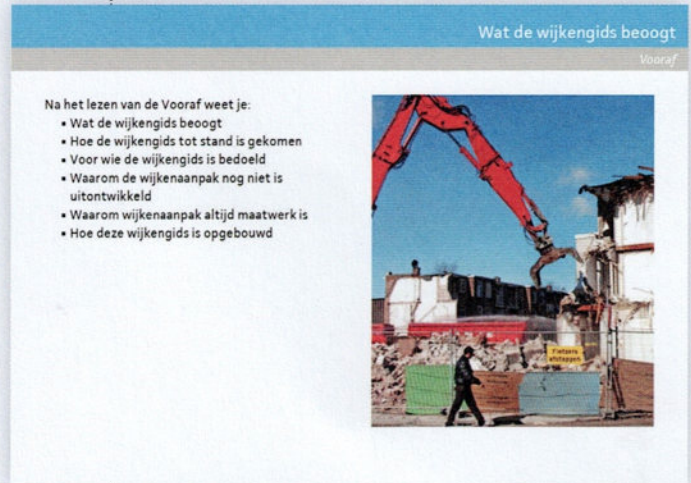 Wat de wijkengids beoogt
Vooraf
Na het lezen van de Vooraf weet je:
• Wat de wijkengids beoogt
• Hoe de wijkengids tot stand is gekomen
• Voor wie de wijkengids is bedoeld
• Waarom de wijkenaanpak nog niet is
uitontwikkeld
• Waarom wijkenaanpak altijd maatwerk is
• Hoe deze wijkengids is opgebouwd
Fietsers
afstappen